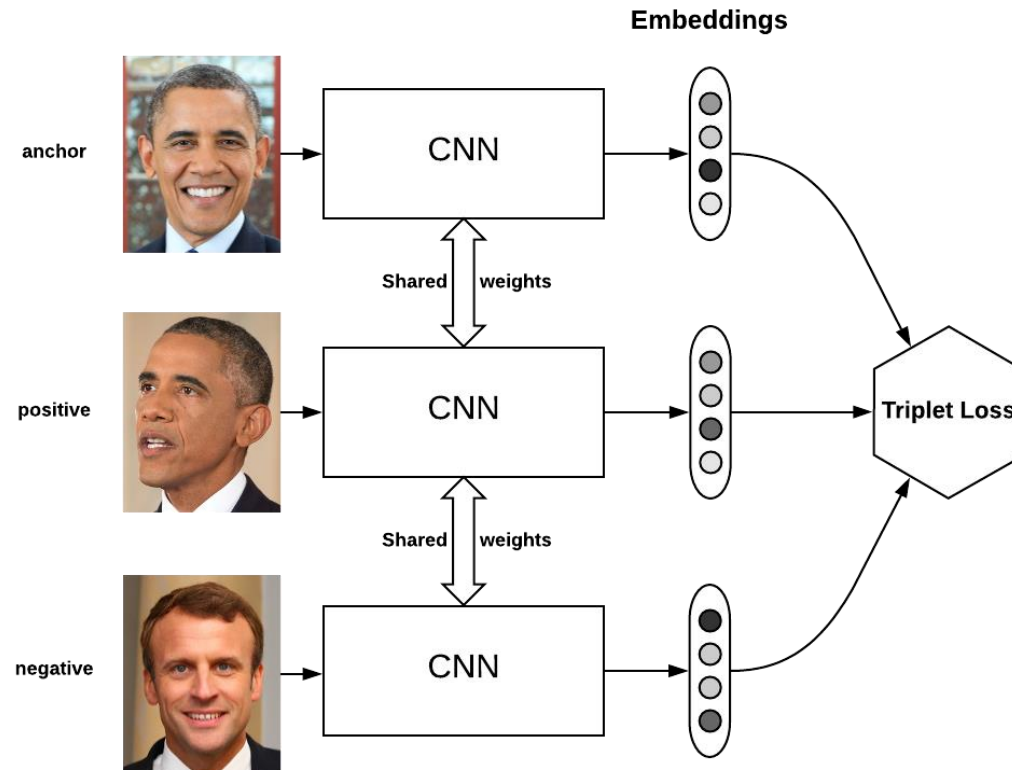 Embeddings
anchor
CNN
Shared weights
positive
CNN
Triplet Loss
Shared weights
negative
CNN